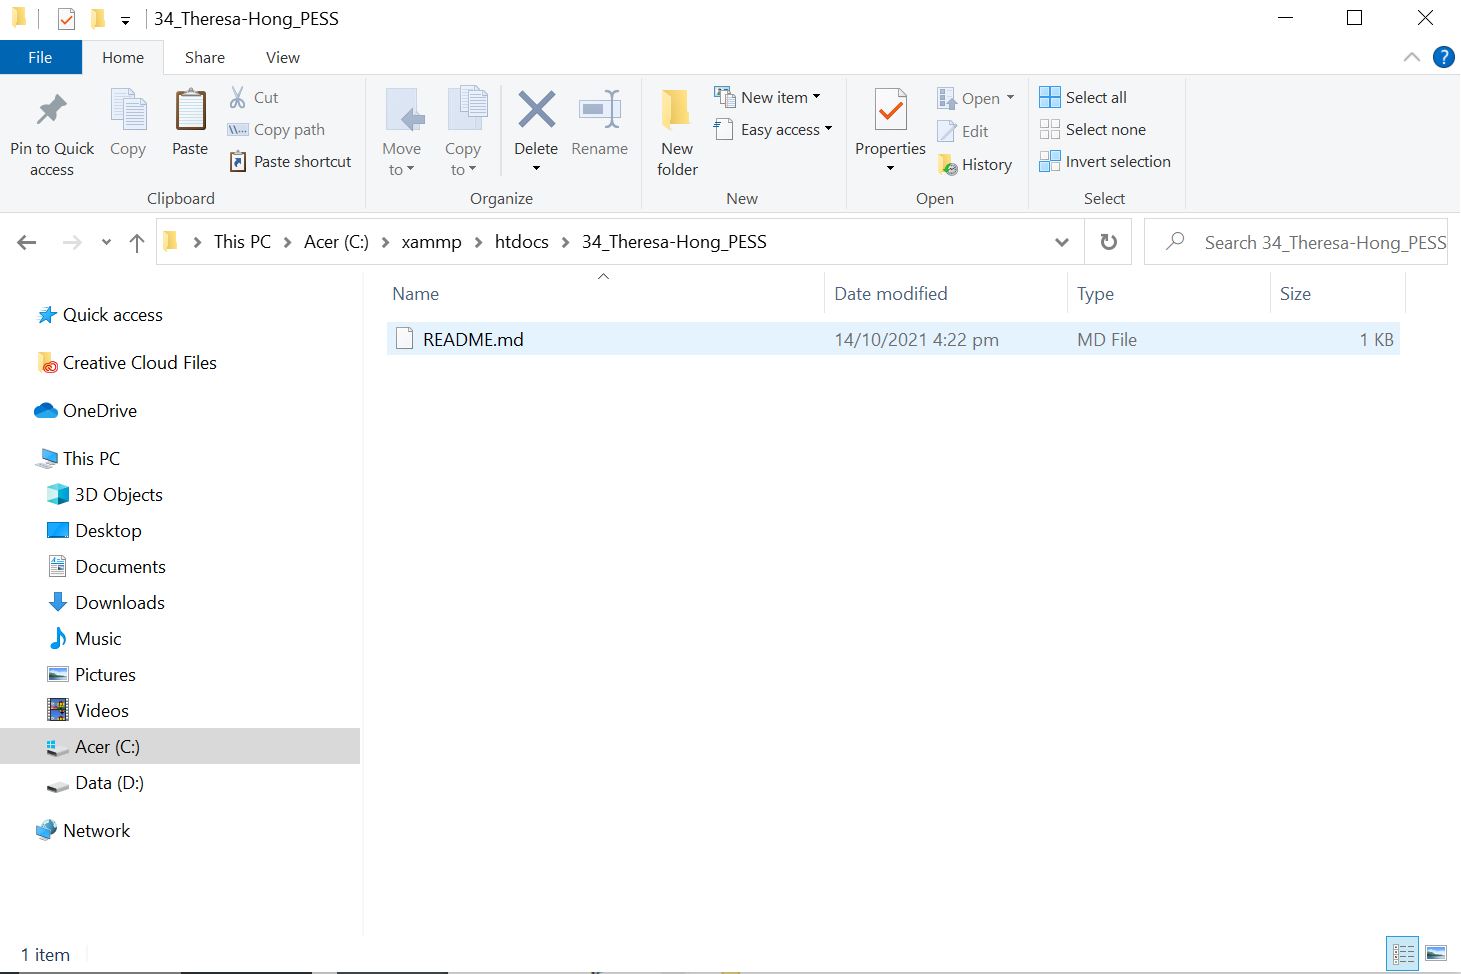 34_Theresa-Hong_PESS
File Home Share View
Pin to Quick access
Copy
Paste
Cut
Copy path
Paste shortcut
Clipboard
Move to
Copy to
Delete
Rename
Organize
New folder
New item
Easy access
New
Properties
Open
Edit
History
Open
Select all
Select none
Invert selection
Select
This PC Acer (C:) xammp htdocs 34_Theresa-Hong_PESS
Search 34_Theresa-Hong_PESS
Name Date modified Type Size
README.md 14/10/2021 4:22 pm MD File 1 KB
Quick access
Creative Cloud Files
OneDrive
This PC
3D Objects
Desktop
Documents
Downloads
Music
Pictures
Videos
Acer (C:)
Data (D:)
Network
1 item